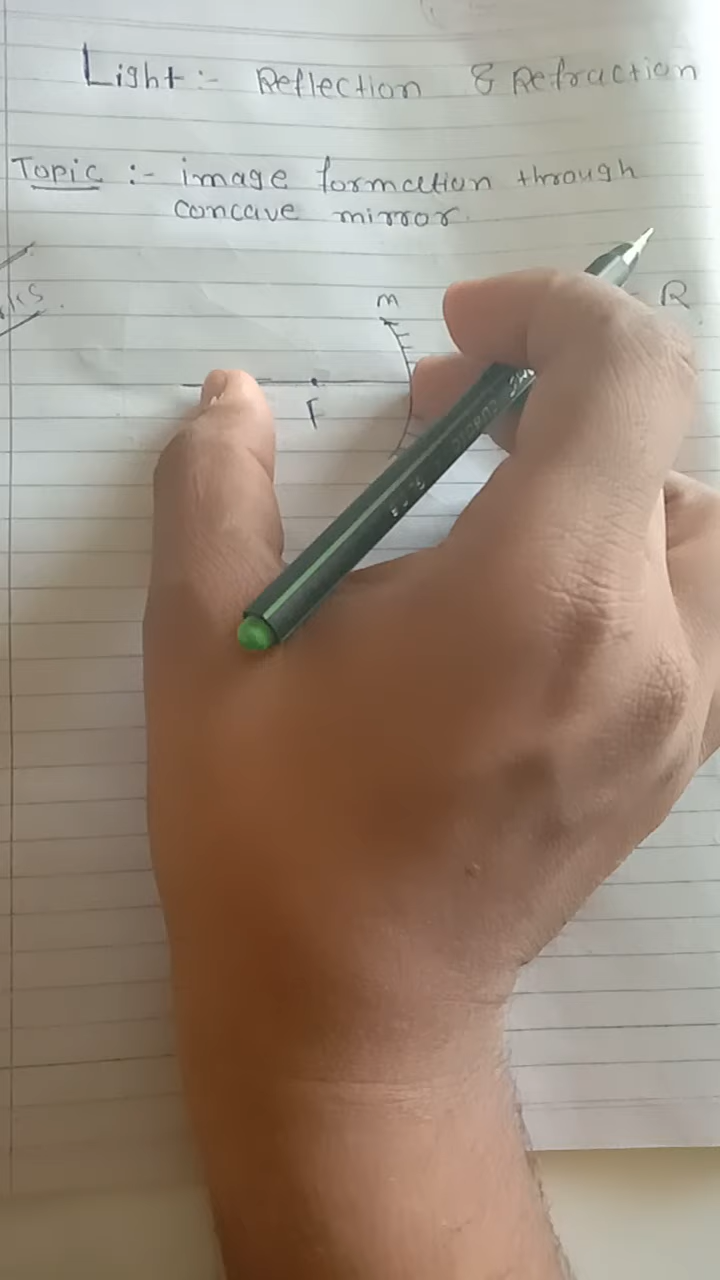 Light :- Reflection & Refraction
Topic :- image formation through
concave mirror.
M
R
F